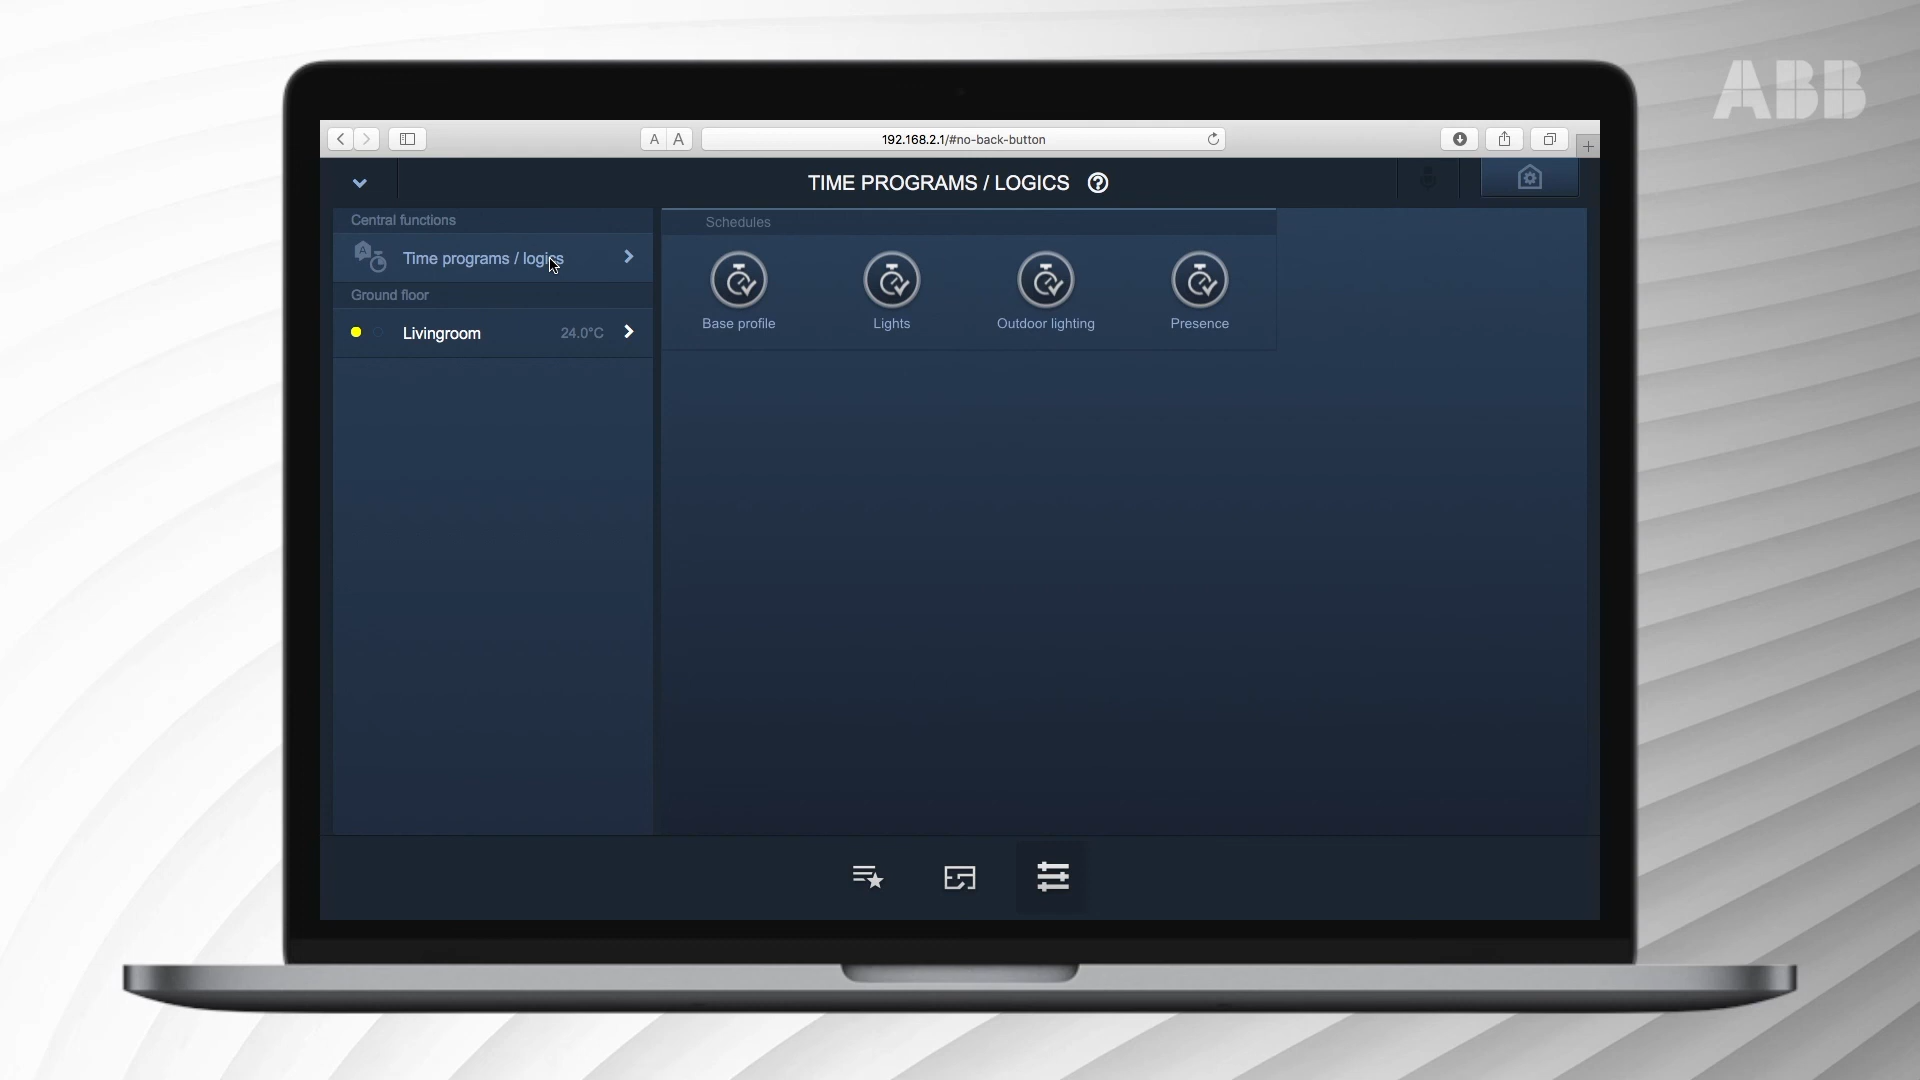 ABB
A A
192.168.2.1/#no-back-button
TIME PROGRAMS / LOGICS ?
Central functions
Time programs / logics
Ground floor
Livingroom 24.0°C
Schedules
Base profile
Lights
Outdoor lighting
Presence